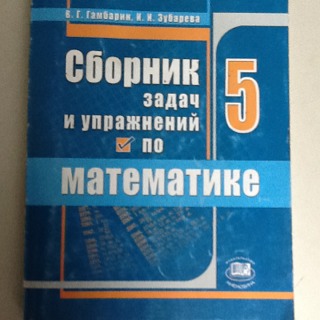 В. Г. Гамбарин, И. И. Зубарева
Сборник
задач
и упражнений
по
5
математике